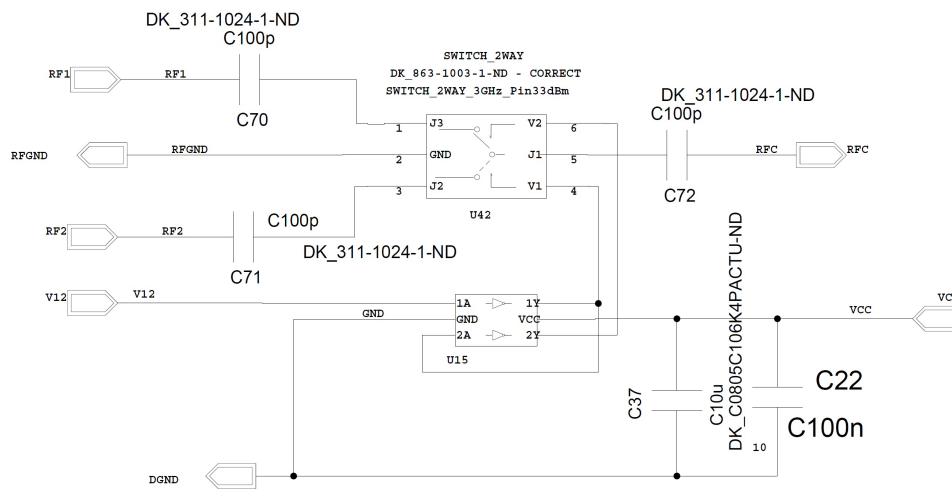 DK_311-1024-1-ND
C100p
RF1
RF1
C70
SWITCH_2WAY
DK_863-1003-1-ND - CORRECT
SWITCH_2WAY_3GHz_Pin33dBm
DK_311-1024-1-ND
C100p
1
J3
V2
6
RFGND
RFGND
2
GND
J1
5
RFC
RFC
3
J2
V1
4
C72
U42
C100p
RF2
RF2
DK_311-1024-1-ND
C71
V12
V12
1A
1Y
GND
GND
VCC
2A
2Y
U15
VCC
VC
C37
C10u
DK_C0805C106K4PACTU-ND
C22
C100n
10
DGND